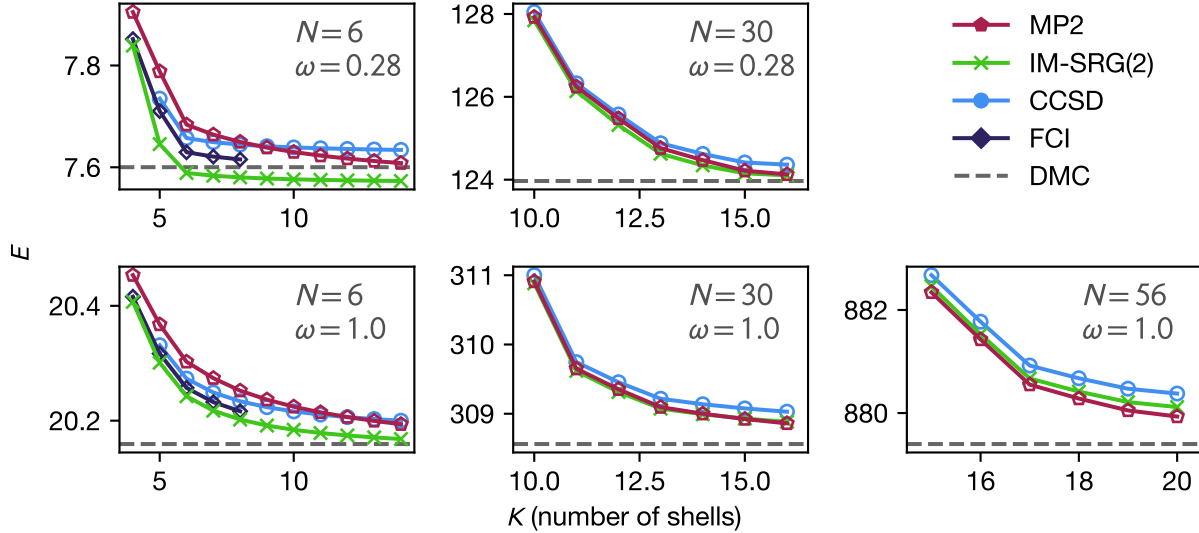 N = 6
ω = 0.28
7.8
7.6
5
10
N = 30
ω = 0.28
128
126
124
10.0
12.5
15.0
MP2
IM-SRG(2)
CCSD
FCI
DMC
E
N = 6
ω = 1.0
20.4
20.2
5
10
N = 30
ω = 1.0
311
310
309
10.0
12.5
15.0
N = 56
ω = 1.0
882
880
16
18
20
K (number of shells)